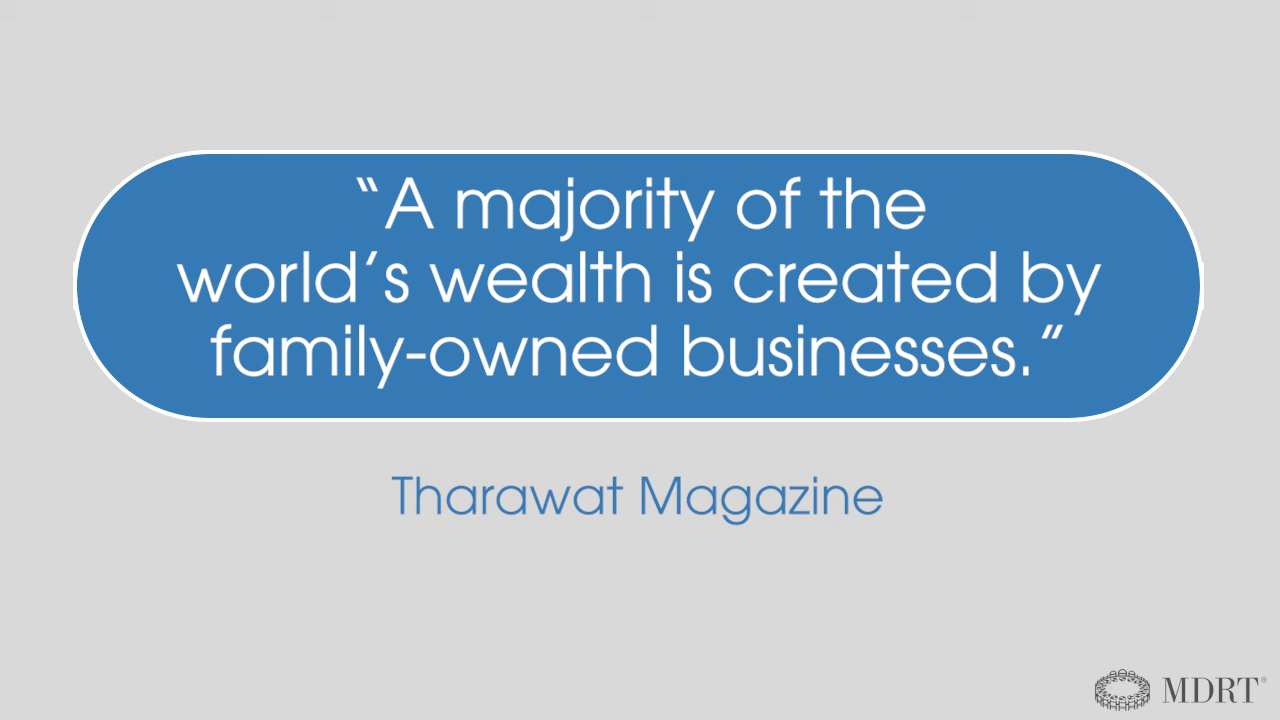 “A majority of the
world’s wealth is created by
family-owned businesses.”
Tharawat Magazine
MDRT®